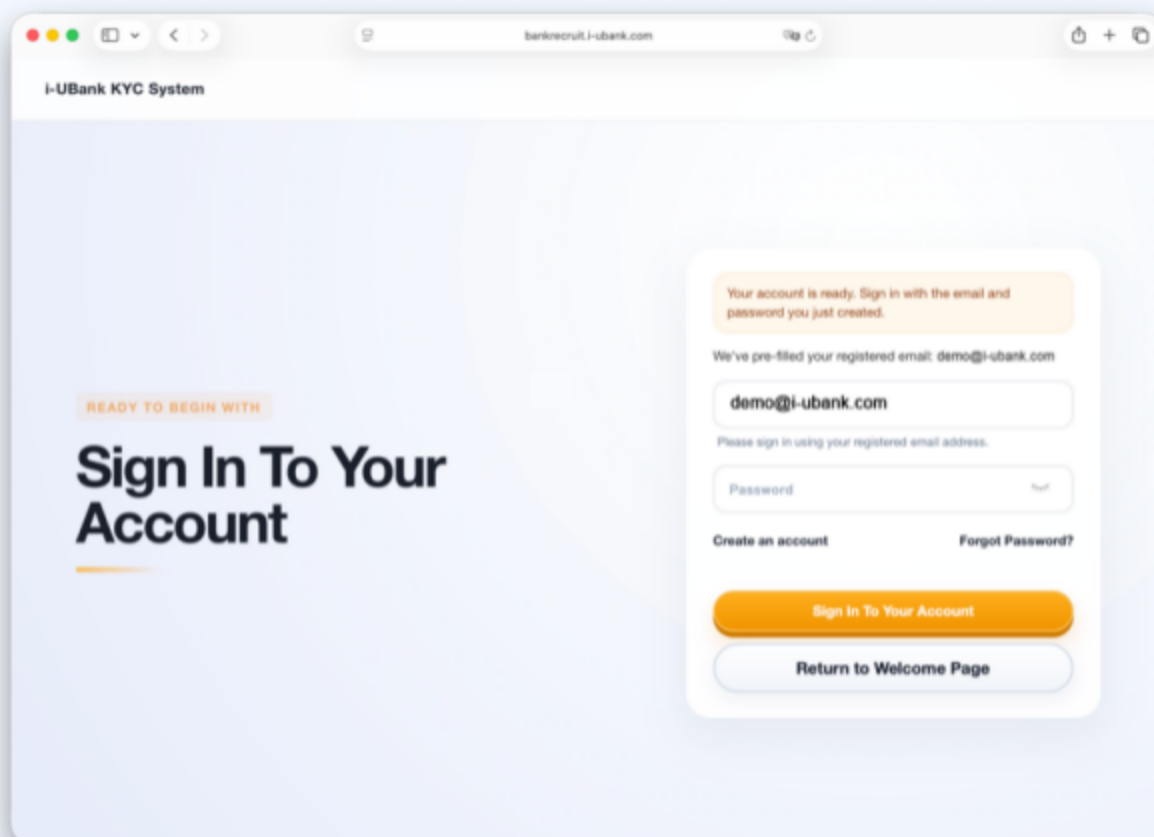 bankrecruit.i-ubank.com
i-UBank KYC System
READY TO BEGIN WITH
Sign In To Your
Account
Your account is ready. Sign in with the email and
password you just created.
We've pre-filled your registered email: demo@i-ubank.com
demo@i-ubank.com
Please sign in using your registered email address.
Password
Create an account
Forgot Password?
Sign In To Your Account
Return to Welcome Page